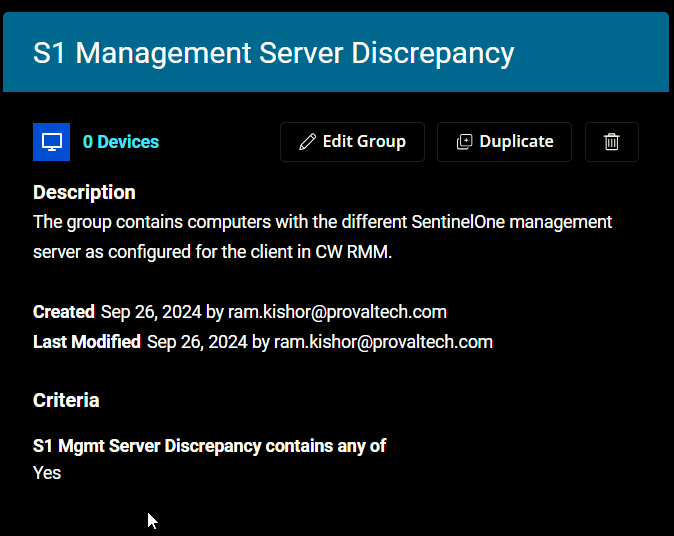 S1 Management Server Discrepancy
0 Devices
Edit Group
Duplicate
Description
The group contains computers with the different SentinelOne management
server as configured for the client in CW RMM.
Created Sep 26, 2024 by ram.kishor@provaltech.com
Last Modified Sep 26, 2024 by ram.kishor@provaltech.com
Criteria
S1 Mgmt Server Discrepancy contains any of
Yes